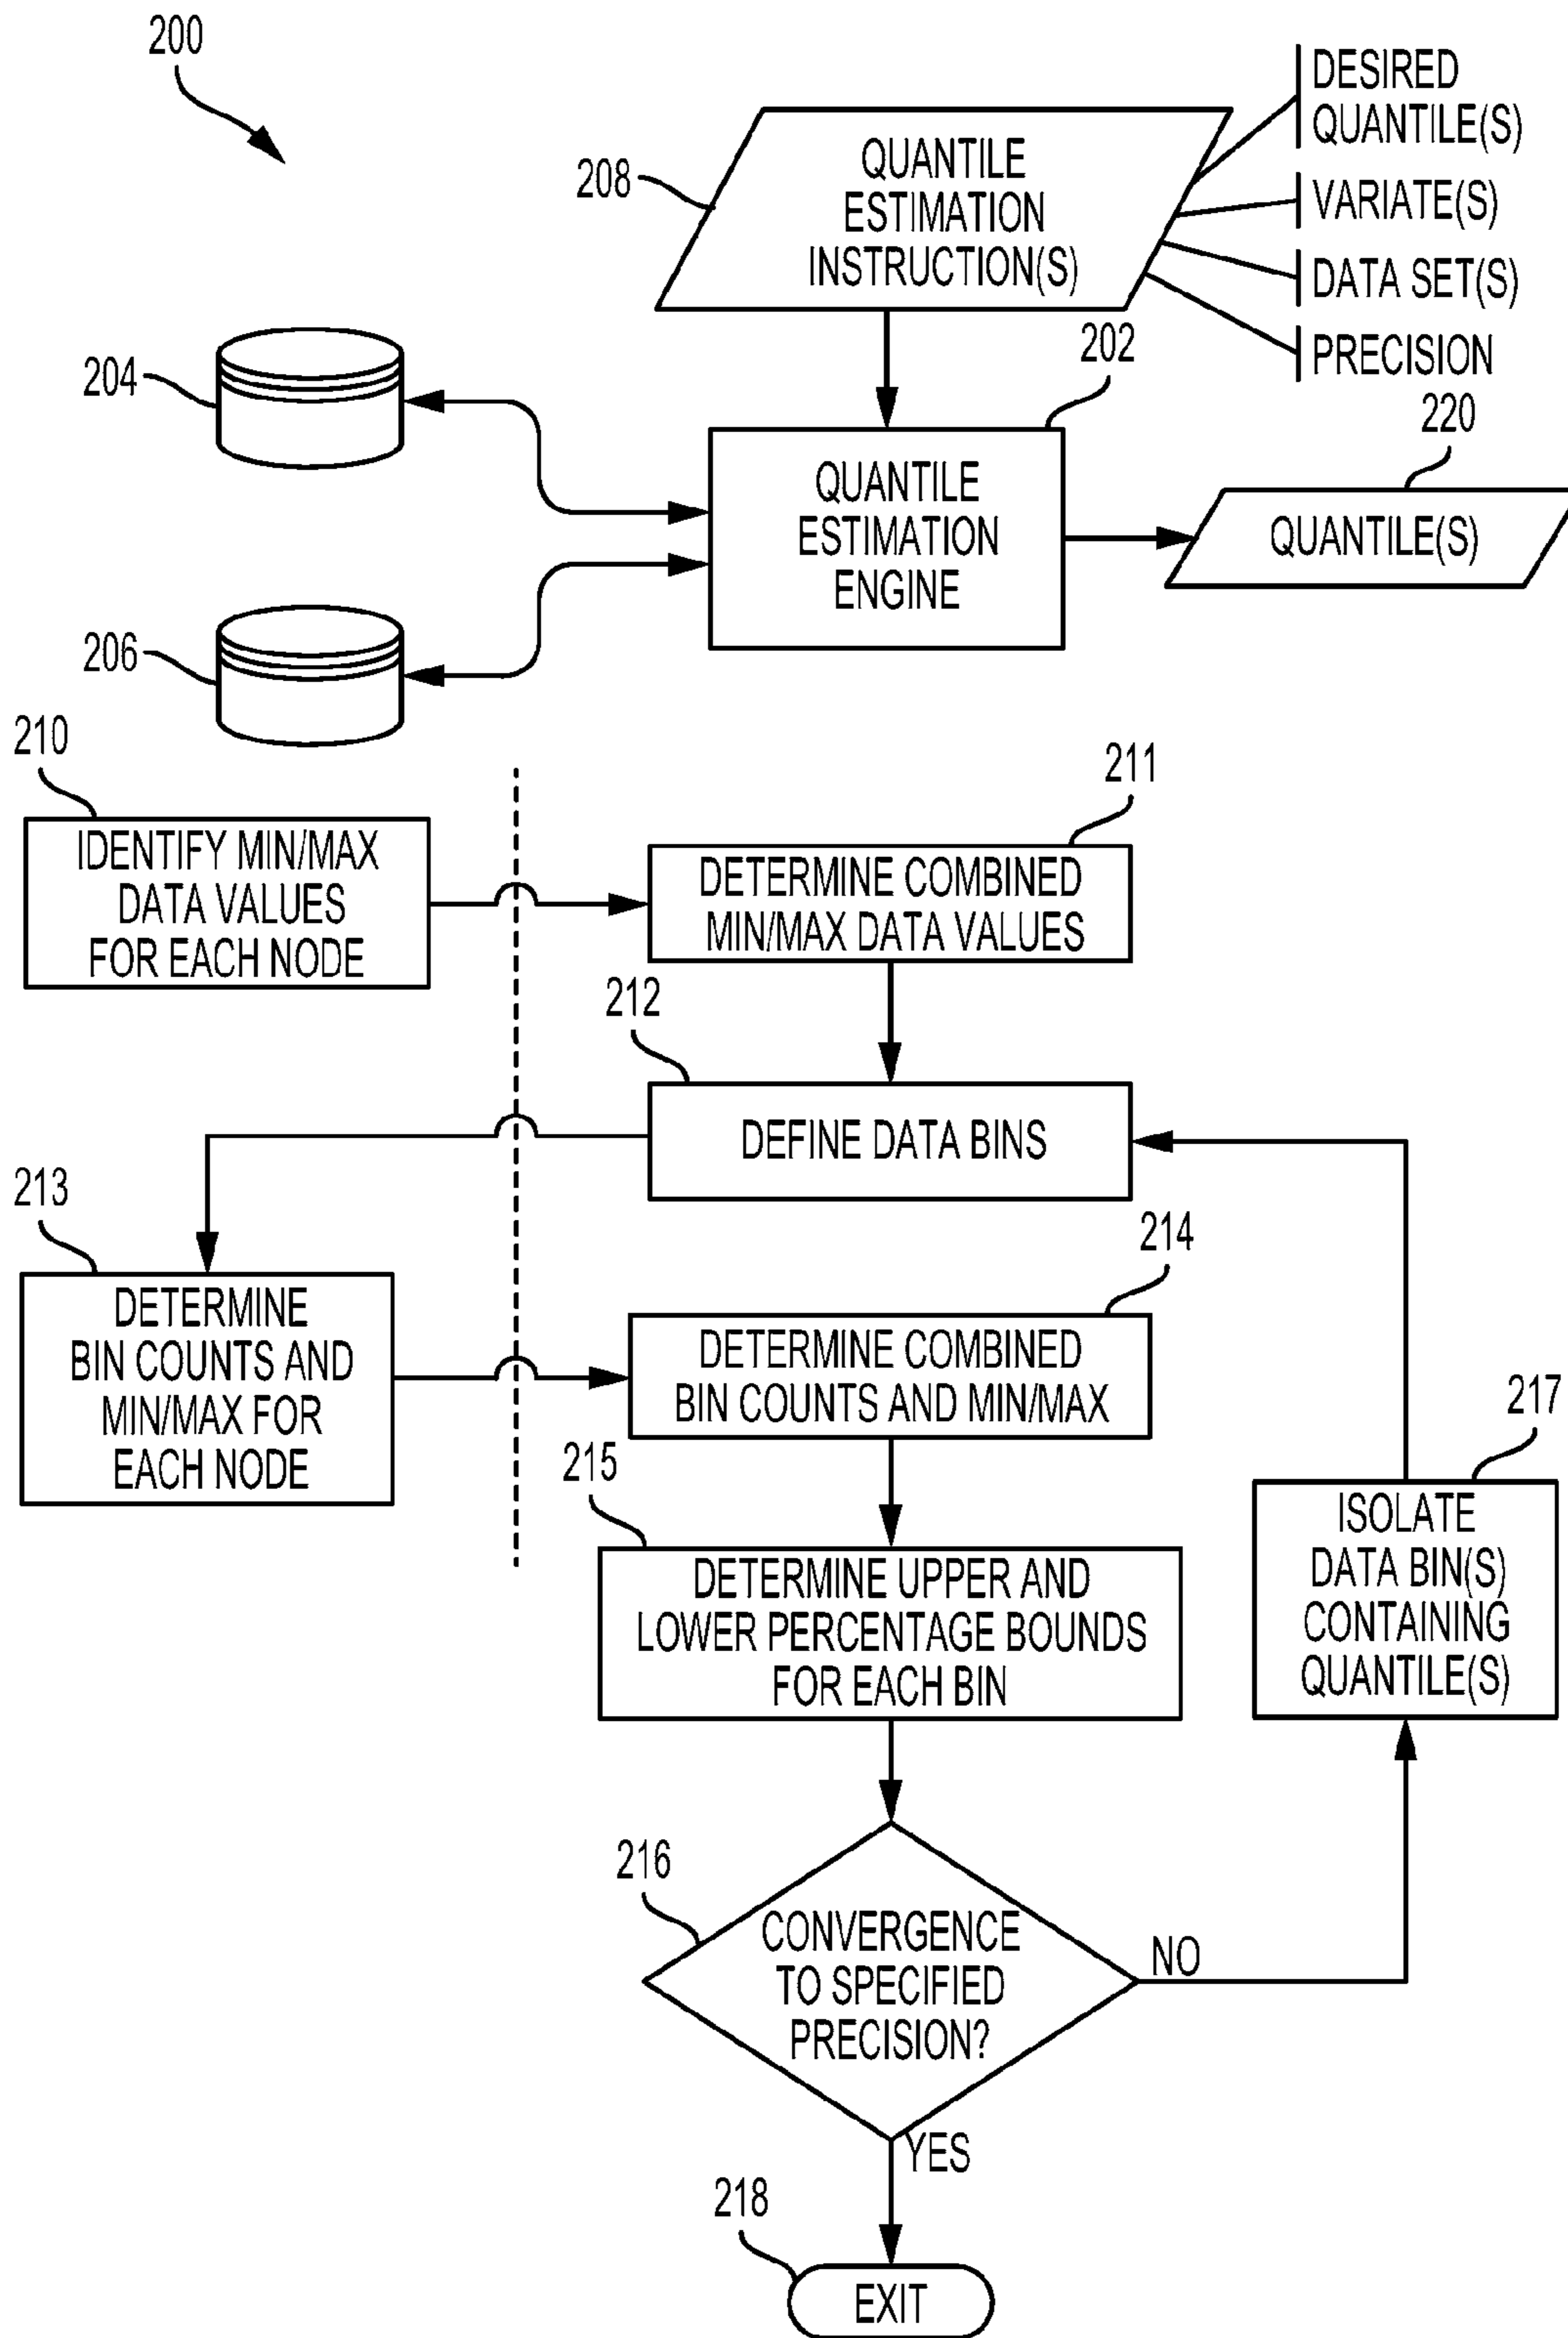 200
DESIRED
QUANTILE(S)
208
QUANTILE
ESTIMATION
INSTRUCTION(S)
VARIATE(S)
DATA SET(S)
PRECISION
202
204
220
QUANTILE
ESTIMATION
ENGINE
QUANTILE(S)
206
210
IDENTIFY MIN/MAX
DATA VALUES
FOR EACH NODE
211
DETERMINE COMBINED
MIN/MAX DATA VALUES
212
DEFINE DATA BINS
213
DETERMINE
BIN COUNTS AND
MIN/MAX FOR
EACH NODE
214
DETERMINE COMBINED
BIN COUNTS AND MIN/MAX
215
DETERMINE UPPER AND
LOWER PERCENTAGE BOUNDS
FOR EACH BIN
217
ISOLATE
DATA BIN(S)
CONTAINING
QUANTILE(S)
216
CONVERGENCE
TO SPECIFIED
PRECISION?
NO
YES
218
EXIT